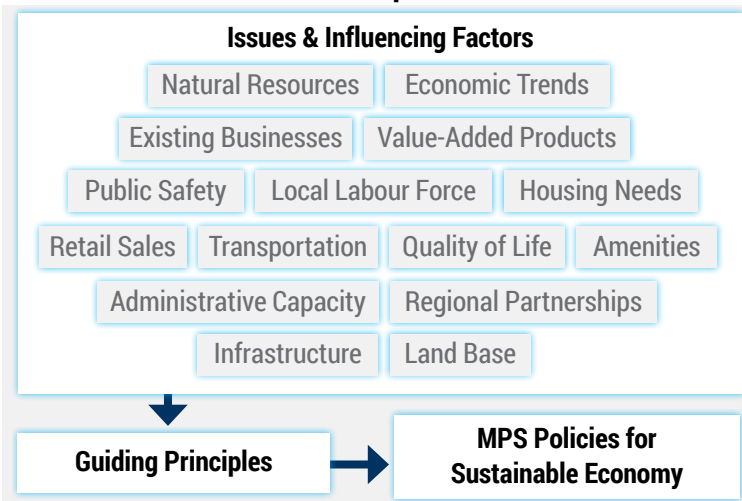 Issues & Influencing Factors
Natural Resources Economic Trends
Existing Businesses Value-Added Products
Public Safety Local Labour Force Housing Needs
Retail Sales Transportation Quality of Life Amenities
Administrative Capacity Regional Partnerships
Infrastructure Land Base
Guiding Principles
MPS Policies for
Sustainable Economy